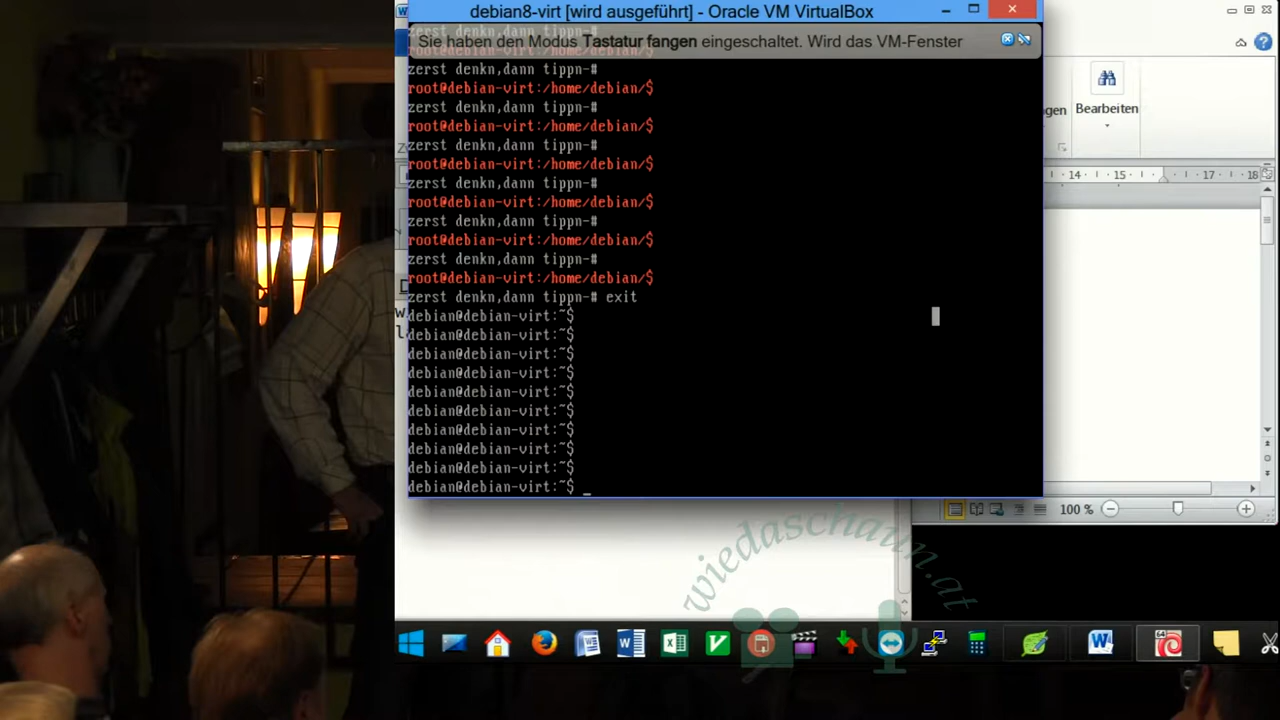 debian8-virt [wird ausgeführt] - Oracle VM VirtualBox
Sie haben den Modus Tastatur fangen eingeschaltet. Wird das VM-Fenster
zerst denkn,dann tippn-#
root@debian-virt:/home/debian/$
zerst denkn,dann tippn-#
root@debian-virt:/home/debian/$
zerst denkn,dann tippn-#
root@debian-virt:/home/debian/$
zerst denkn,dann tippn-#
root@debian-virt:/home/debian/$
zerst denkn,dann tippn-#
root@debian-virt:/home/debian/$
zerst denkn,dann tippn-#
root@debian-virt:/home/debian/$
zerst denkn,dann tippn-# exit
debian@debian-virt:~$
debian@debian-virt:~$
debian@debian-virt:~$
debian@debian-virt:~$
debian@debian-virt:~$
debian@debian-virt:~$
debian@debian-virt:~$
debian@debian-virt:~$
debian@debian-virt:~$
debian@debian-virt:~$ _
Bearbeiten
14 15 17 18
100 %
wiedaschaun.at
64